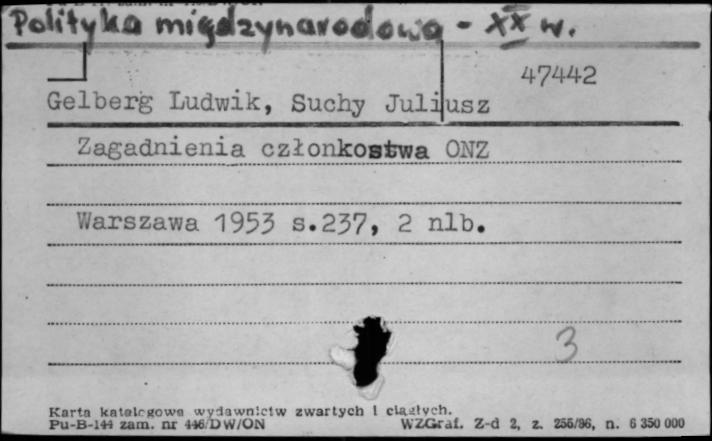 Polityka międzynarodowa - XX w.
47442
Gelberg Ludwik, Suchy Juliusz
Zagadnienia członkostwa ONZ
Warszawa 1953 s.237, 2 nlb.
3
Karta katalogowa wydawnictw zwartych i ciągłych.
Pu-B-144 zam. nr 446/DW/ON WZGraf. Z-d 2, z. 256/86, n. 6 350 000